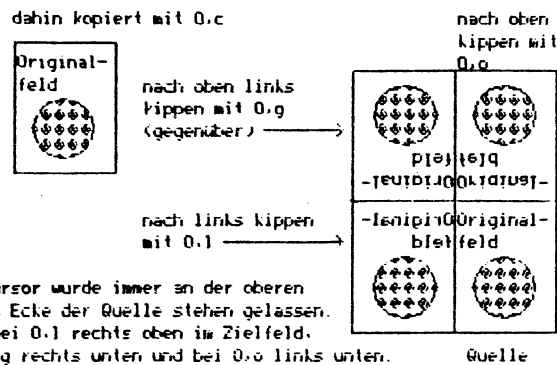 dahin kopiert mit O,c
nach oben
kippen mit
O,o
Original-
feld
nach oben links
kippen mit O,g
(gegenüber)
feld
Original-
feld
Original-
nach links kippen
mit O,l
Original-
feld
Original-
feld
ursor wurde immer an der oberen
Ecke der Quelle stehen gelassen.
ei O,l rechts oben im Zielfeld.
g rechts unten und bei O,o links unten.
Quelle